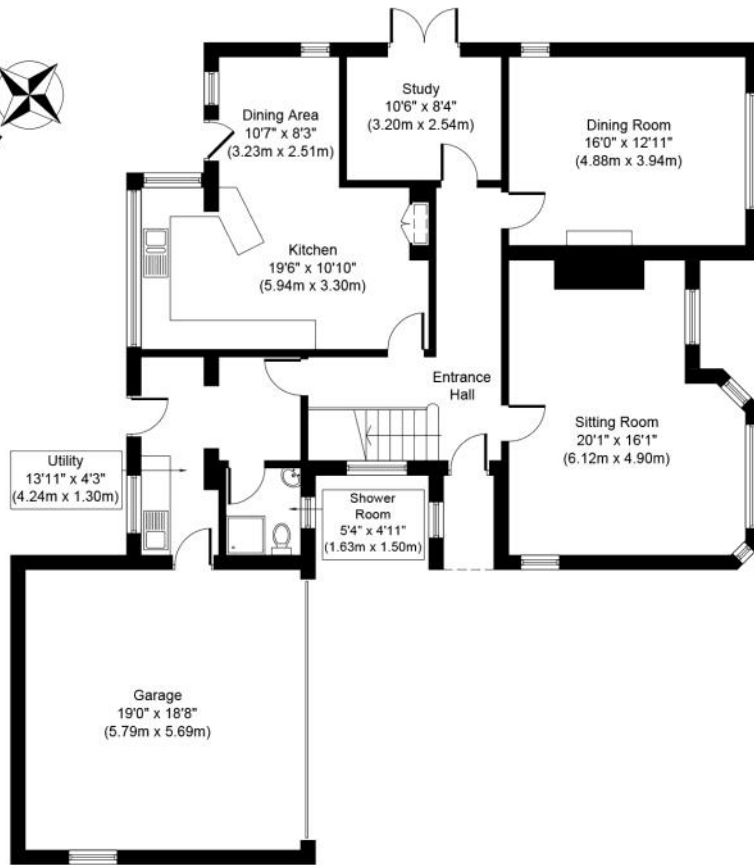 Study
10'6" x 8'4"
(3.20m x 2.54m)
Dining Area
10'7" x 8'3"
(3.23m x 2.51m)
Dining Room
16'0" x 12'11"
(4.88m x 3.94m)
Kitchen
19'6" x 10'10"
(5.94m x 3.30m)
Entrance
Hall
Sitting Room
20'1" x 16'1"
(6.12m x 4.90m)
Utility
13'11" x 4'3"
(4.24m x 1.30m)
Shower
Room
5'4" x 4'11"
(1.63m x 1.50m)
Garage
19'0" x 18'8"
(5.79m x 5.69m)